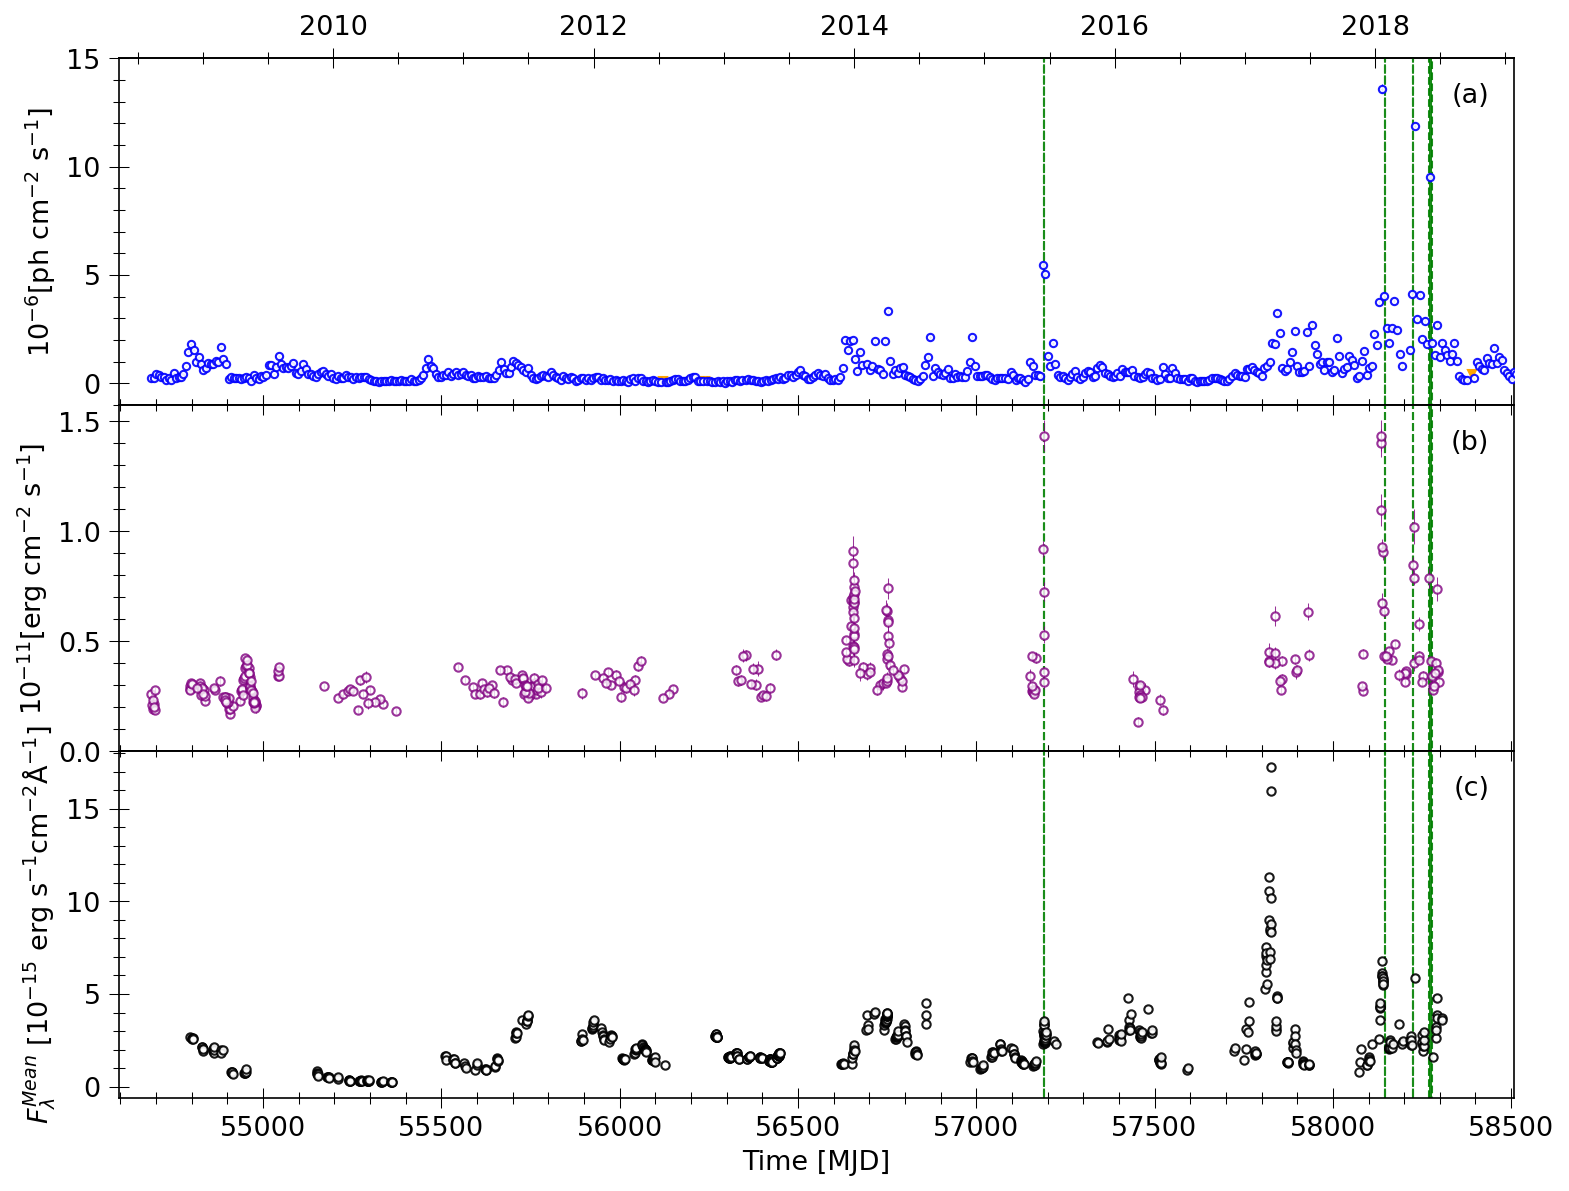 2010 2012 2014 2016 2018
15
10
5
0
10⁻⁶[ph cm⁻² s⁻¹]
(a)
1.5
1.0
0.5
0.0
10⁻¹¹[erg cm⁻² s⁻¹]
(b)
15
10
5
0
F_λ^Mean [10⁻¹⁵ erg s⁻¹cm⁻²Å⁻¹]
(c)
55000 55500 56000 56500 57000 57500 58000 58500
Time [MJD]